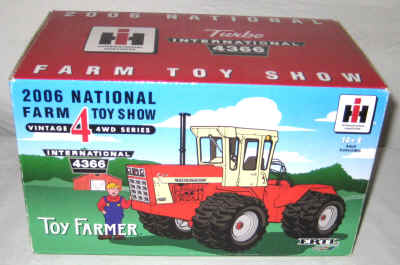 2006 NATIONAL
Turbo
INTERNATIONAL
4366
FARM TOY SHOW
2006 NATIONAL
FARM TOY SHOW
VINTAGE 4 4WD SERIES
INTERNATIONAL
4366
TOY FARMER
ERTL